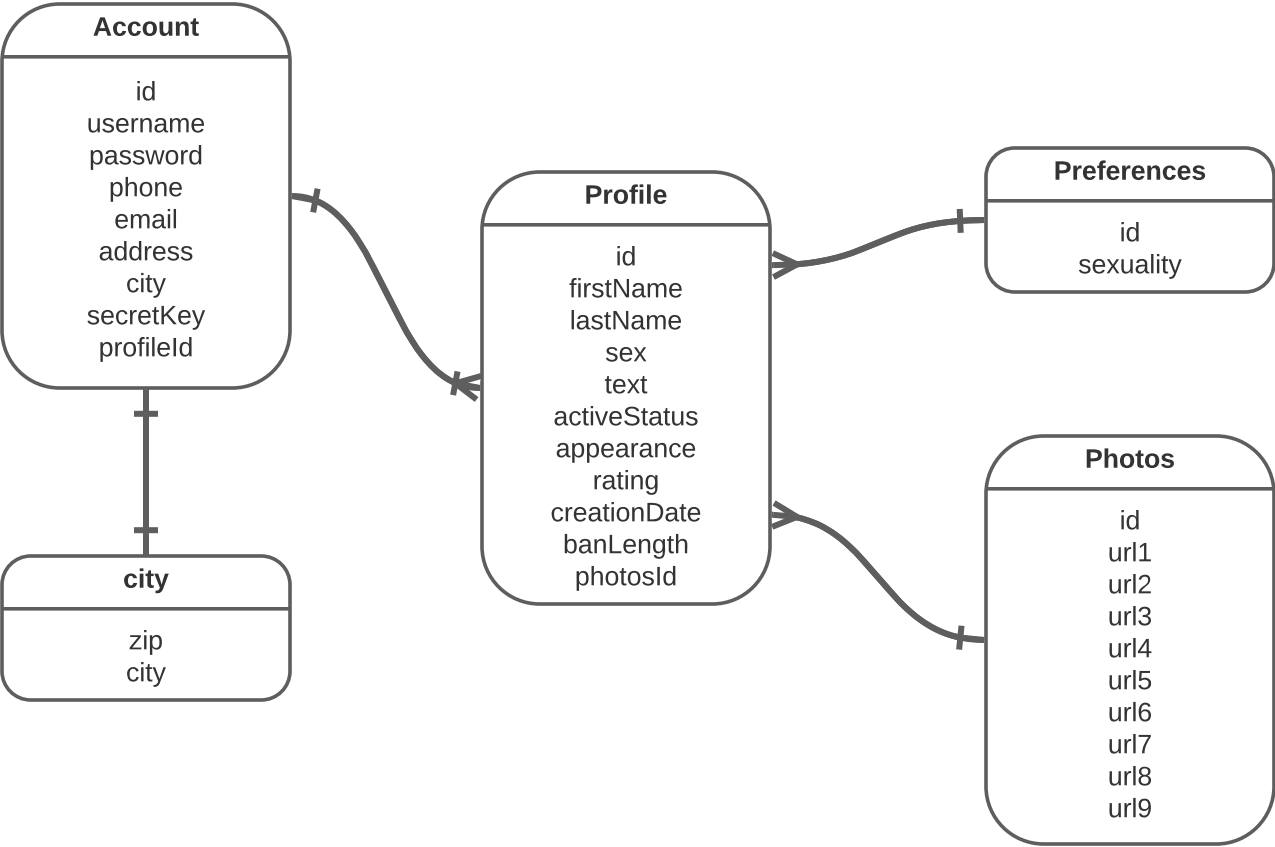 Account
id
username
password
phone
email
address
city
secretKey
profileId
city
zip
city
Profile
id
firstName
lastName
sex
text
activeStatus
appearance
rating
creationDate
banLength
photosId
Preferences
id
sexuality
Photos
id
url1
url2
url3
url4
url5
url6
url7
url8
url9